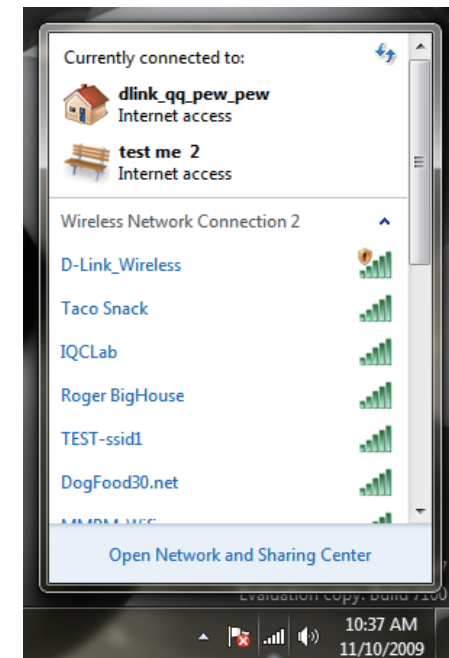 Currently connected to:
dlink_qq_pew_pew
Internet access
test me 2
Internet access
Wireless Network Connection 2
D-Link_Wireless
Taco Snack
IQCLab
Roger BigHouse
TEST-ssid1
DogFood30.net
Open Network and Sharing Center
Evaluation copy. Build 7100
10:37 AM
11/10/2009